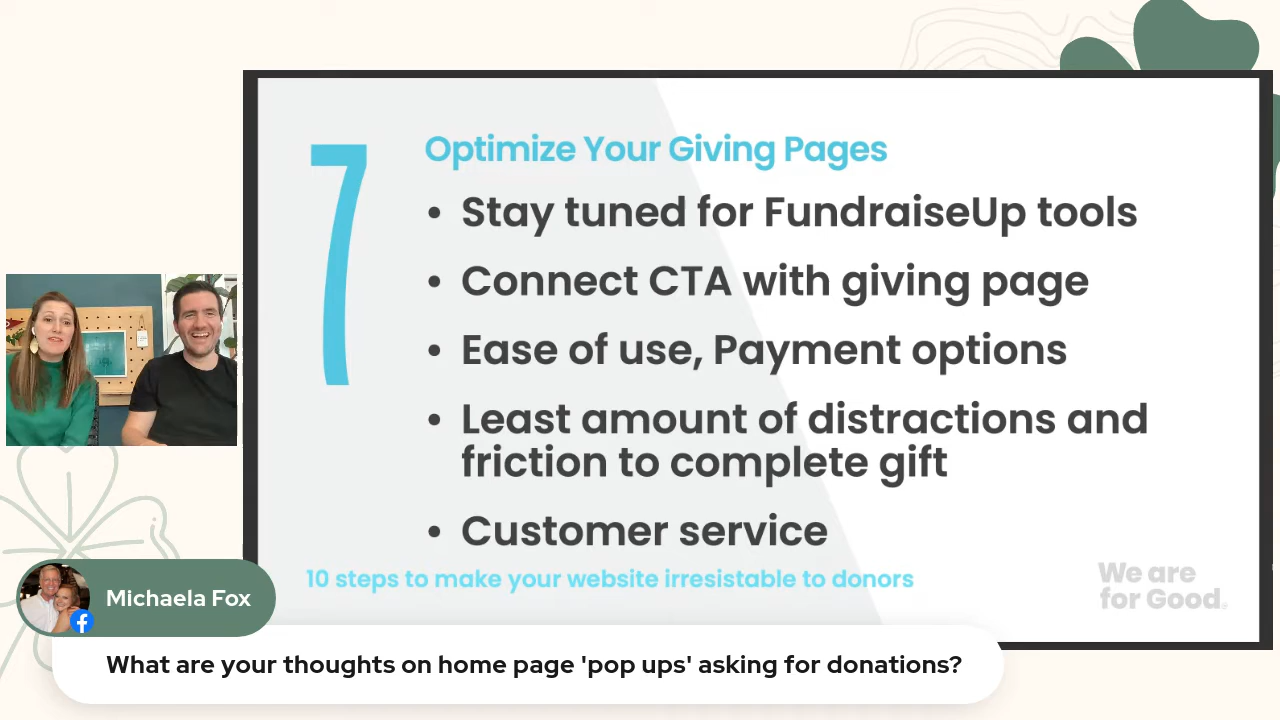 7
Optimize Your Giving Pages
• Stay tuned for FundraiseUp tools
• Connect CTA with giving page
• Ease of use, Payment options
• Least amount of distractions and
friction to complete gift
• Customer service
10 steps to make your website irresistable to donors
We are
for Good.
Michaela Fox
What are your thoughts on home page 'pop ups' asking for donations?